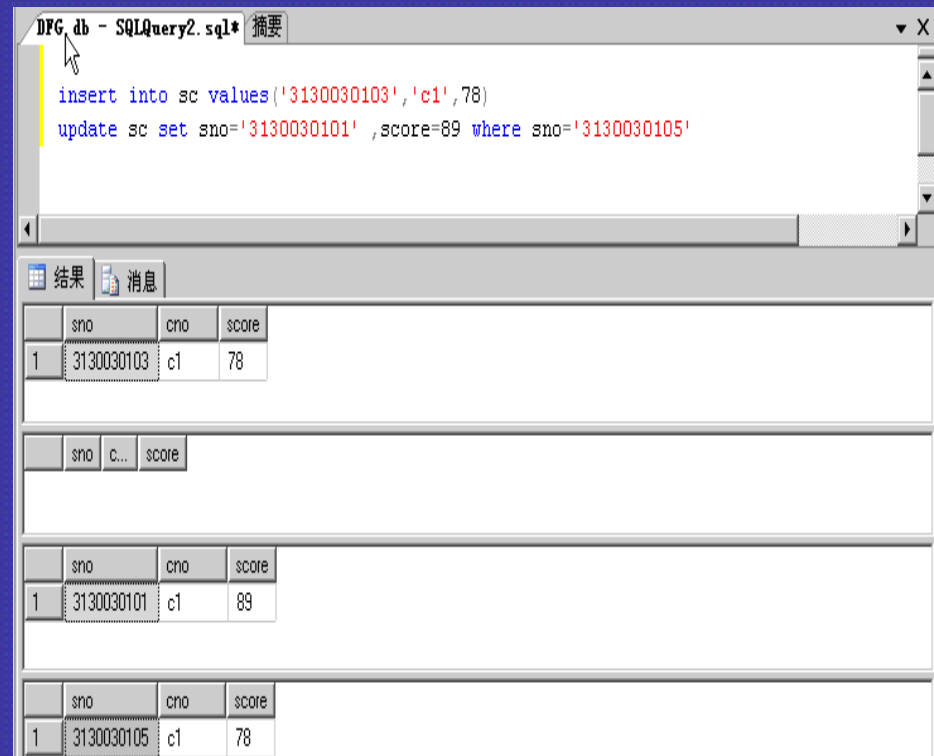 DFG.db - SQLQuery2.sql* 摘要
insert into sc values('3130030103','c1',78)
update sc set sno='3130030101' ,score=89 where sno='3130030105'
结果 消息
sno cno score
1 3130030103 c1 78
sno c... score
sno cno score
1 3130030101 c1 89
sno cno score
1 3130030105 c1 78